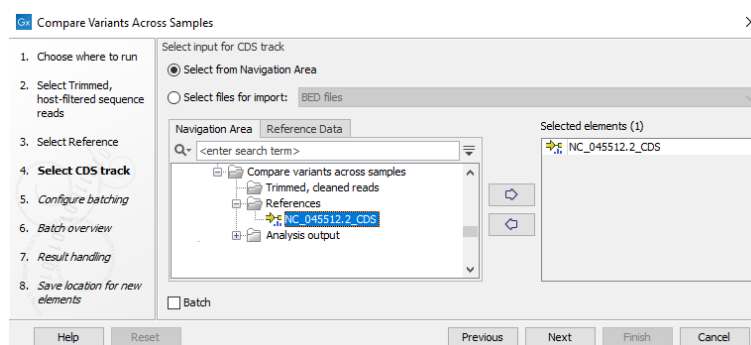 Gx Compare Variants Across Samples
1. Choose where to run
2. Select Trimmed,
host-filtered sequence
reads
3. Select Reference
4. Select CDS track
5. Configure batching
6. Batch overview
7. Result handling
8. Save location for new
elements
Select input for CDS track
Select from Navigation Area
Select files for import: BED files
Navigation Area Reference Data
<enter search term>
Compare variants across samples
Trimmed, cleaned reads
References
NC_045512.2_CDS
Analysis output
Selected elements (1)
NC_045512.2_CDS
Batch
Help Reset Previous Next Finish Cancel